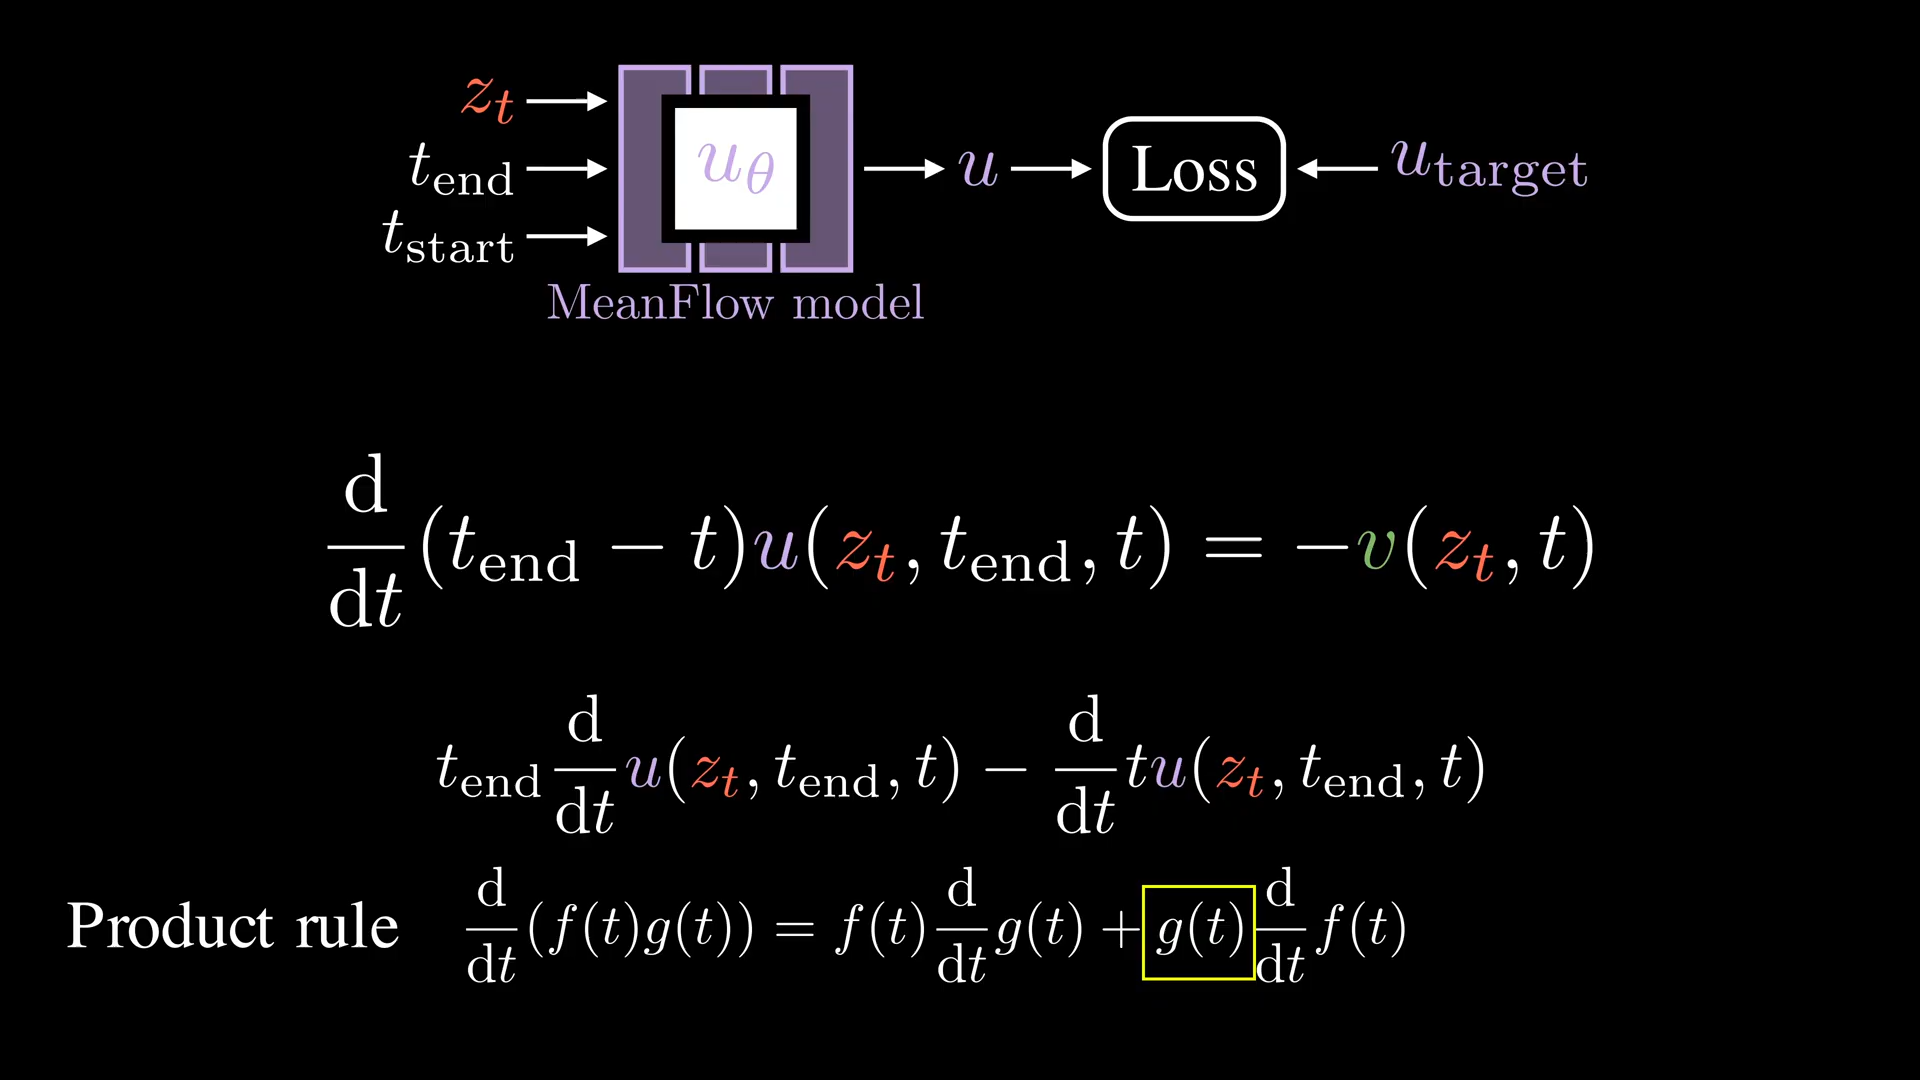 z_t
t_end
t_start
u_θ
u
Loss
u_target
MeanFlow model
d/dt (t_end − t)u(z_t, t_end, t) = −v(z_t, t)
t_end d/dt u(z_t, t_end, t) − d/dt tu(z_t, t_end, t)
Product rule d/dt (f(t)g(t)) = f(t) d/dt g(t) + g(t) d/dt f(t)